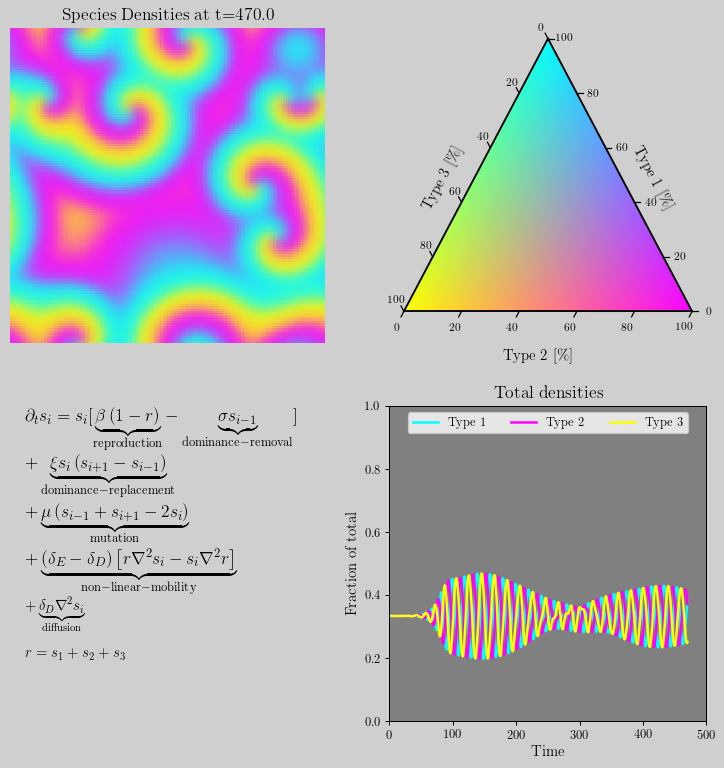 Species Densities at t=470.0
0
100
20
80
40
60
60
40
80
20
100
0
0
20
40
60
80
100
Type 3 [%]
Type 1 [%]
Type 2 [%]
∂ₜsᵢ = sᵢ[ β (1 − r) − σsᵢ₋₁ ]
reproduction dominance−removal
+ ξsᵢ (sᵢ₊₁ − sᵢ₋₁)
dominance−replacement
+ μ (sᵢ₋₁ + sᵢ₊₁ − 2sᵢ)
mutation
+ (δ_E − δ_D) [r∇²sᵢ − sᵢ∇²r]
non−linear−mobility
+ δ_D∇²sᵢ
diffusion
r = s₁ + s₂ + s₃
Total densities
Type 1 Type 2 Type 3
1.0
0.8
0.6
0.4
0.2
0.0
Fraction of total
0 100 200 300 400 500
Time